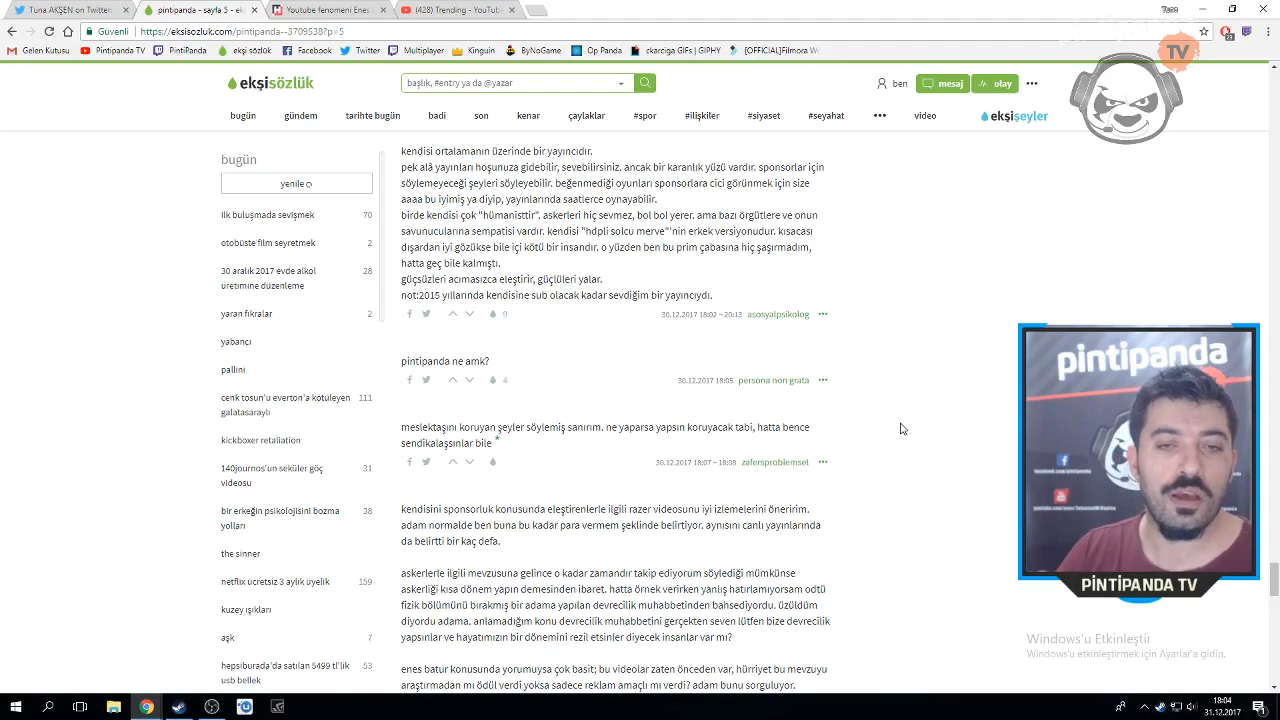 Tuna AKŞEN on Twitter:
pintipanda - sayfa 5 - ek
Youtube fenomeni Enes
(428) Trending - YouTube
Tuna
Güvenli
https://eksisozluk.com/pintipanda--3709538?p=5
Gelen Kutusu
PintiPanda TV
PintiPanda
ekşi sözlük
Facebook
Twitter
Multiplayer
Kinguin
PlayNoGame
Op Panda
ckarciga GIFs | GIPHY
[OFFICIAL]Filmora W
pintipanda
TV
ekşisözlük
başlık, #entry ya da @yazar
ben
mesaj
olay
bugün
gündem
tarihte bugün
badi
son
kenar
çaylaklar
#spor
#ilişkiler
#siyaset
#seyahat
video
ekşişeyler
bugün
yenile
ilk buluşmada sevişmek 70
otobüste film seyretmek 2
30 aralık 2017 evde alkol 28
üretimine düzenleme
yaran fıkralar 2
yabancı
pallini
cenk tosun'u everton'a kötüleyen 111
galatasaraylı
kickboxer retaliation
140journos'un seküler göç 31
videosu
bir erkeğin psikolojisini bozma 38
yolları
the sinner
netflix ücretsiz 3 aylık üyelik 159
kuzey ışıkları
aşk 7
hepsiburada'da satılan 5499 tl'lik 53
usb bellek
kendisi ortalamanın üzerinde bir yayıncıdır.
pek alâ yayınları hoşunuza gidebilir, sevebilirsiniz. ancak bir karanlık yüzü vardır. sponsorlar için
söylemeyeceği şeyleri söyleyebilir. beğenmediği oyunları sponsorlara cici görünmek için size
aaaa bu iyimiş ya diyip, yayınlarında saatlerce oynayabilir.
birde kendisi çok "hümanisttir". askerleri hiç sevmez, bol bol yerer. ama bazı örgütlere ve onun
savunucularına sempatisi vardır. kendisi "hdpli solcu merve"'nin erkek versiyonudur. kısacası
dışardan iyi gözükse bile içi kötü bir insandır. o yüzden ben bu prim çabasına hiç şaşırmadım,
hatta geç bile kalmıştı.
güçsüzleri acımasızca eleştirir, güçlüleri yalar.
not:2015 yıllarında kendisine sub olacak kadar sevdiğim bir yayıncıydı.
9
30.12.2017 18:02 ~ 20:13 asosyalpsikolog
pintipanda ne amk?
4
30.12.2017 18:05 persona non grata
meslektaşını koruyan şeyler söylemiş sanırım. ne yaparsa yapsın koruyacak tabi, hatta bence
sendikalaşsınlar bile *
30.12.2017 18:07 ~ 18:08 zafersproblemset
kendisini sponsorluk konusunda eleştirenlerle ilgili razer videosunu iyi izlemelerini öneririm.
adam normalde ben buna bu kadar para vermem şeklinde belirtiyor. aynısını canlı yayınlarında
da belirtti bir kaç defa.
askerlerle ilgili mevzusuna gelince o kadar zamandır takip ediyorum söylediği mümkünse
askerliği kısa dönem yapın demesinden ibaret. hatta örnek verirken yanlış hatırlamıyorsam odtü
fizik bölümünü bırakmış bir adama yapılan devrecilik muhabbetinden bahsediyordu. üzüldüm
diyordu adama. anlamadığım konu devrecilik muhabbetini gerçekten seven lütfen bize devrecilik
yapsınlar ve hayatımızın bir dönemini rezil etsinler diyecek insanlar var mı?
enes batur konusunda yorumuysa çok basit; bu videolar zaten önceden var, hürriyet bu mevzuyu
araştırmadan mı ödül verdi yoksa sadece reklam amaçlı mı verdi? adam bunu sorguluyor.
pintipanda
PİNTİPANDA TV
Windows'u Etkinleştir
Windows'u etkinleştirmek için Ayarlar'a gidin.
18:04
31.12.2017